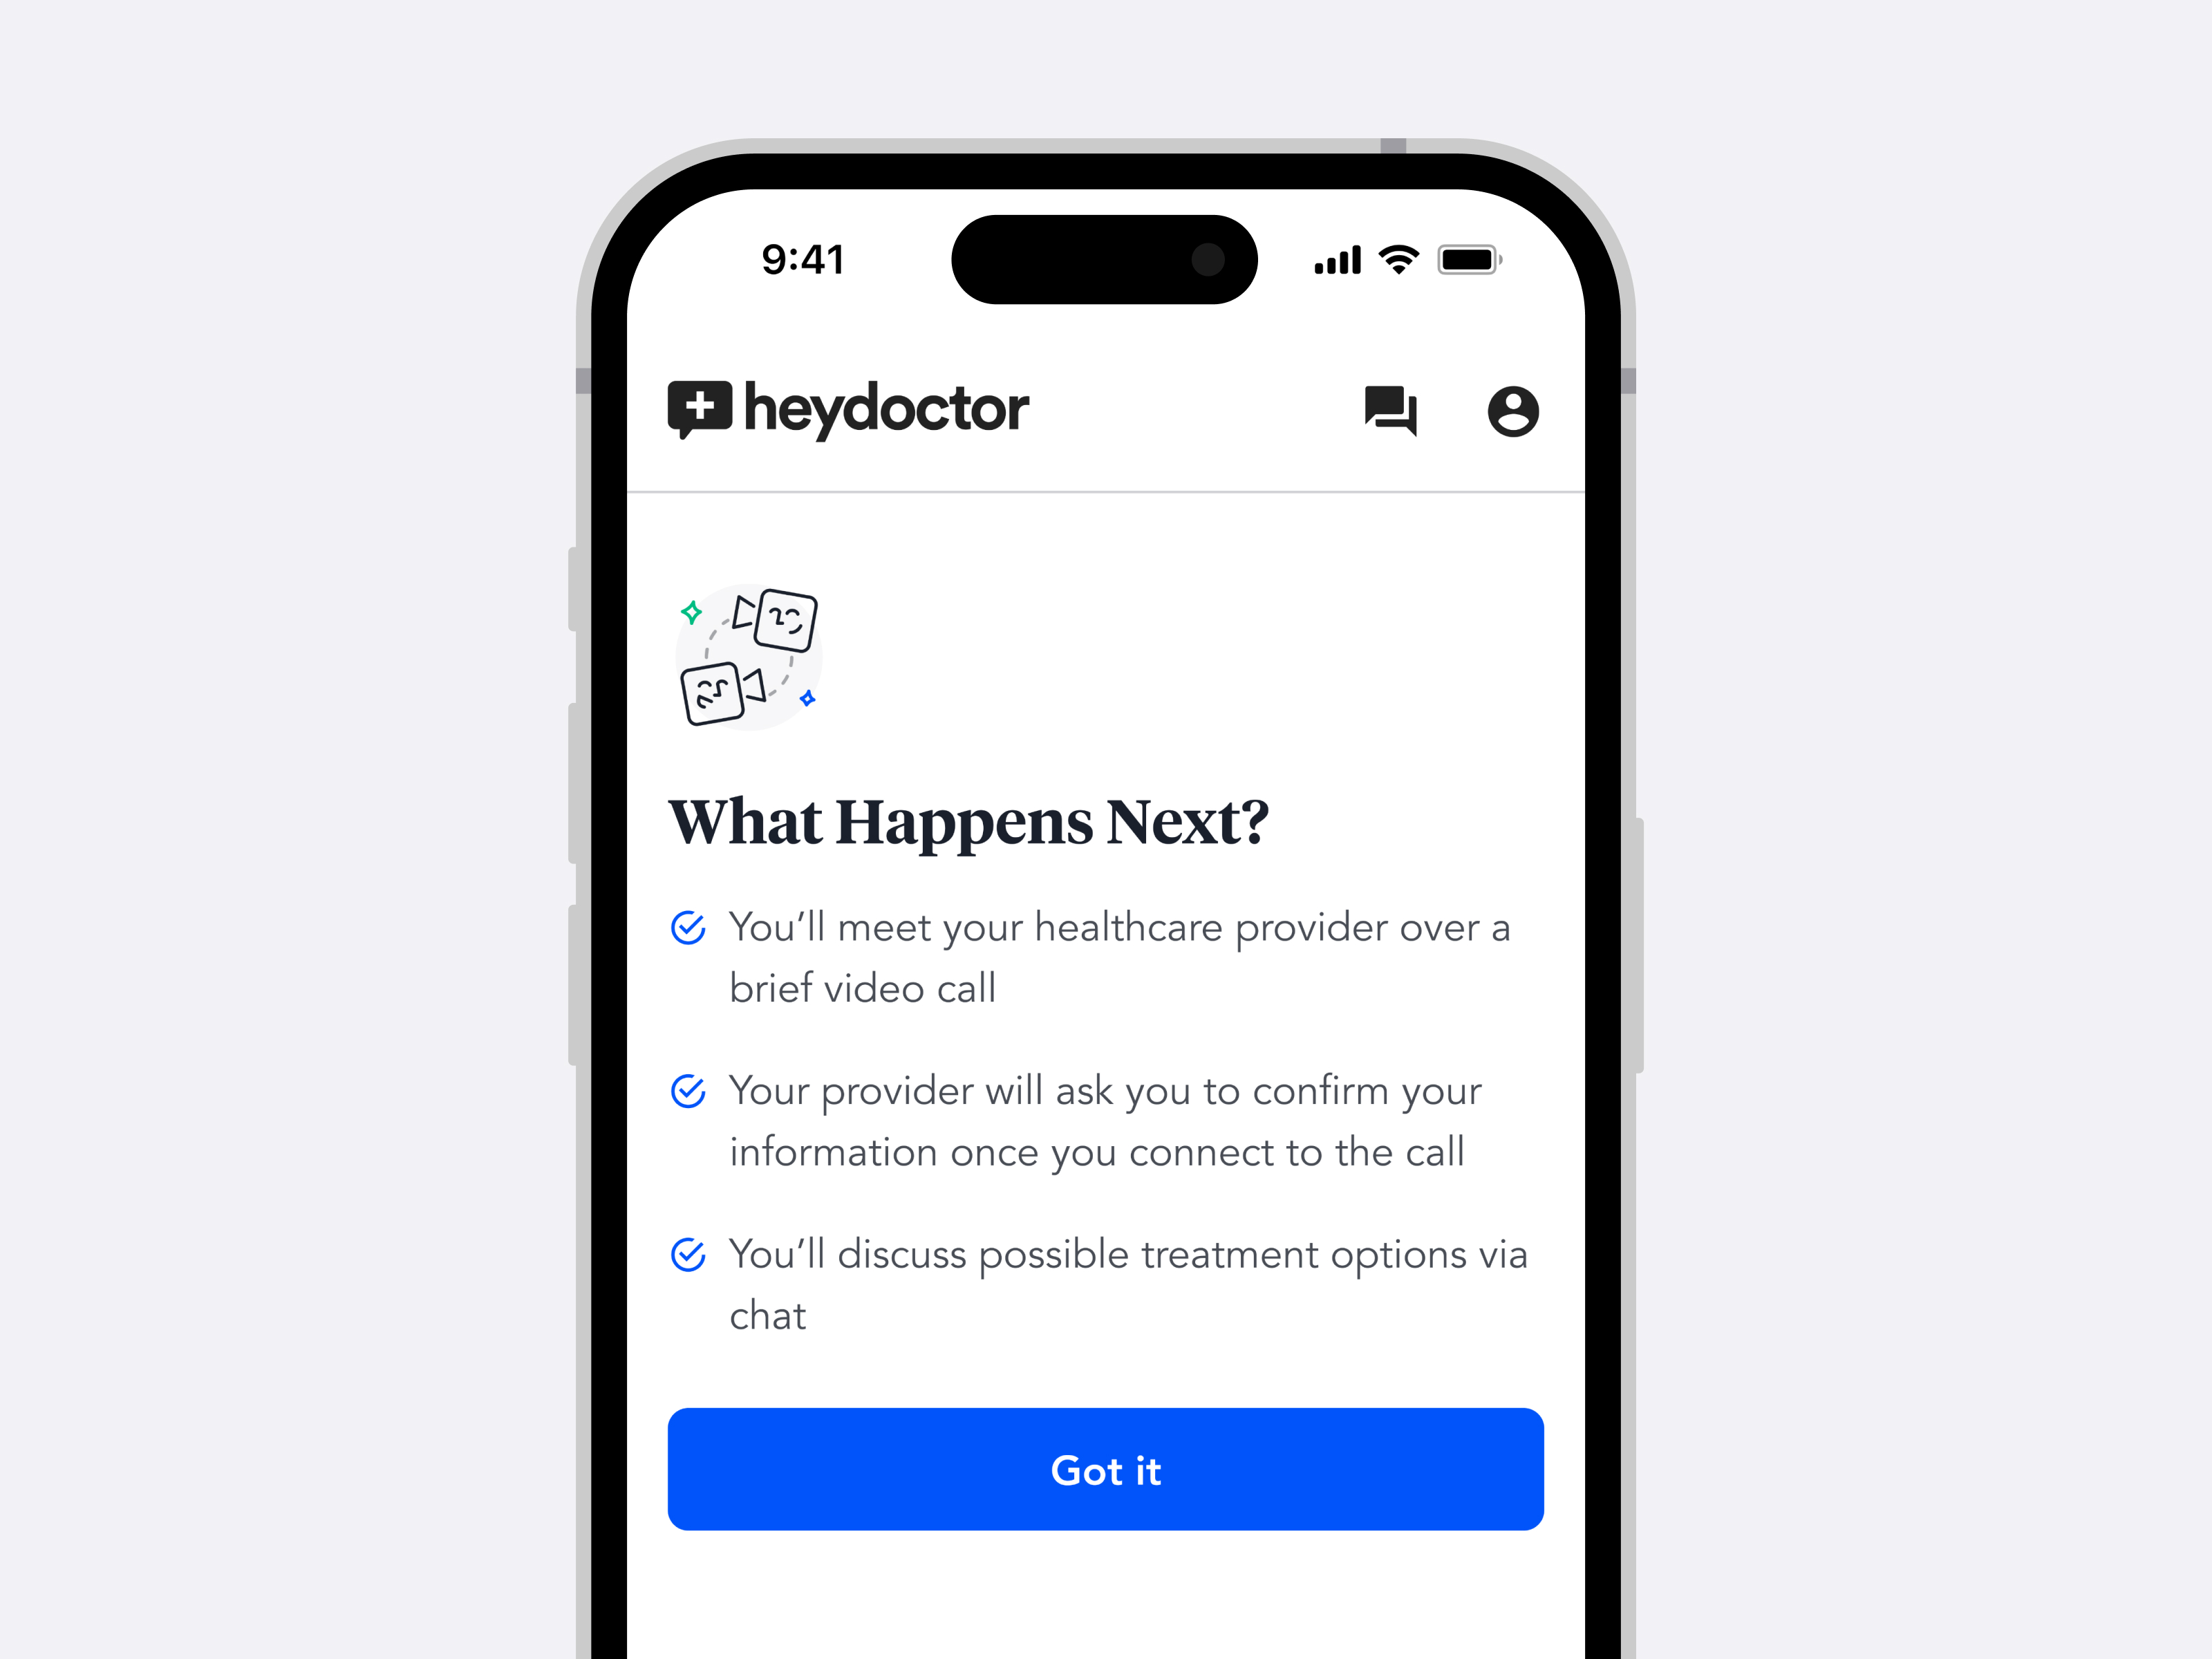 9:41
heydoctor
What Happens Next?
You’ll meet your healthcare provider over a
brief video call
Your provider will ask you to confirm your
information once you connect to the call
You’ll discuss possible treatment options via
chat
Got it